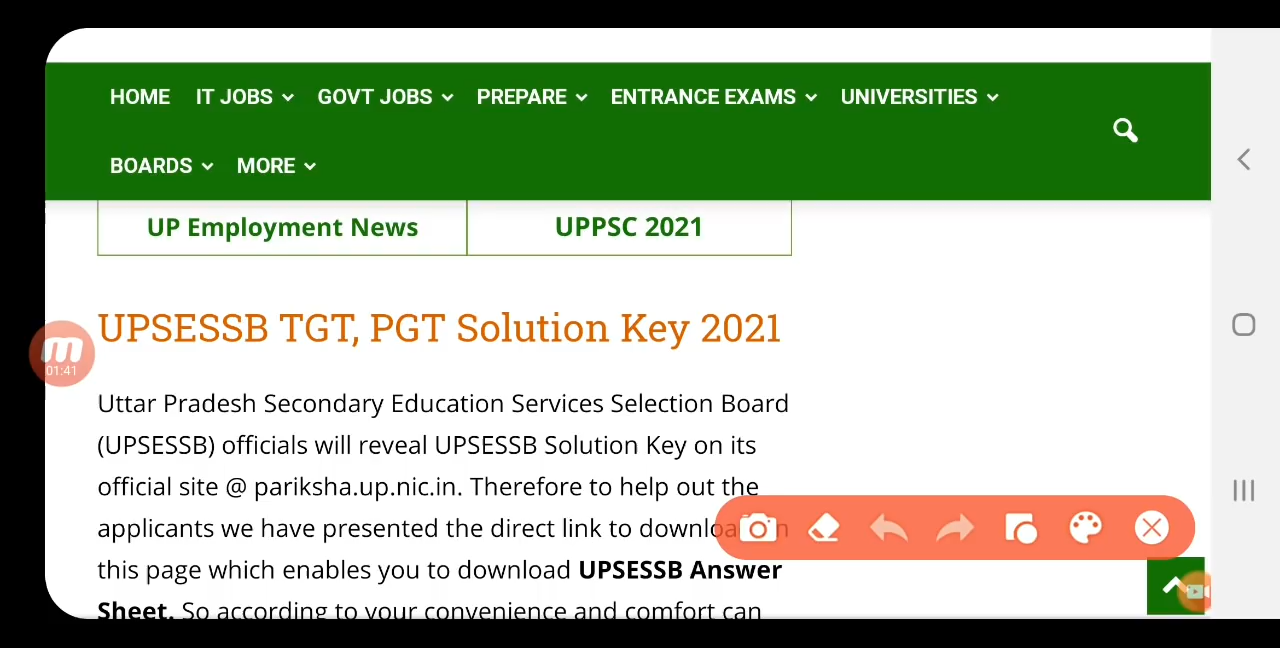 HOME IT JOBS GOVT JOBS PREPARE ENTRANCE EXAMS UNIVERSITIES
BOARDS MORE
UP Employment News UPPSC 2021
UPSESSB TGT, PGT Solution Key 2021
m
01:41
Uttar Pradesh Secondary Education Services Selection Board
(UPSESSB) officials will reveal UPSESSB Solution Key on its
official site @ pariksha.up.nic.in. Therefore to help out the
applicants we have presented the direct link to
this page which enables you to download UPSESSB Answer
Sheet. So according to your convenience and comfort can